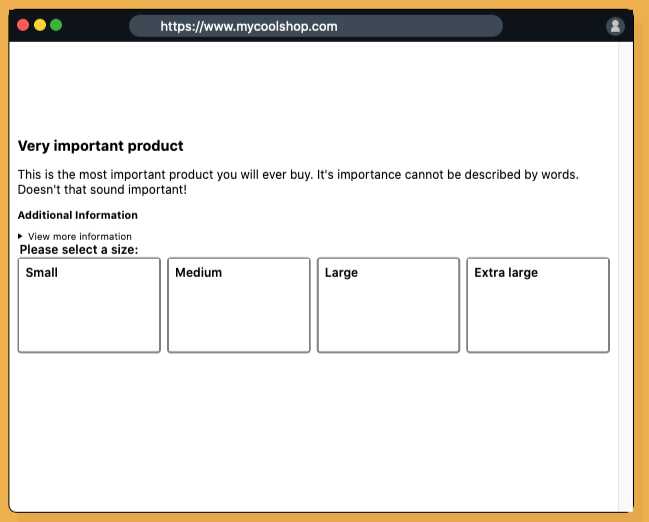 https://www.mycoolshop.com
Very important product
This is the most important product you will ever buy. It's importance cannot be described by words.
Doesn't that sound important!
Additional Information
View more information
Please select a size:
Small
Medium
Large
Extra large